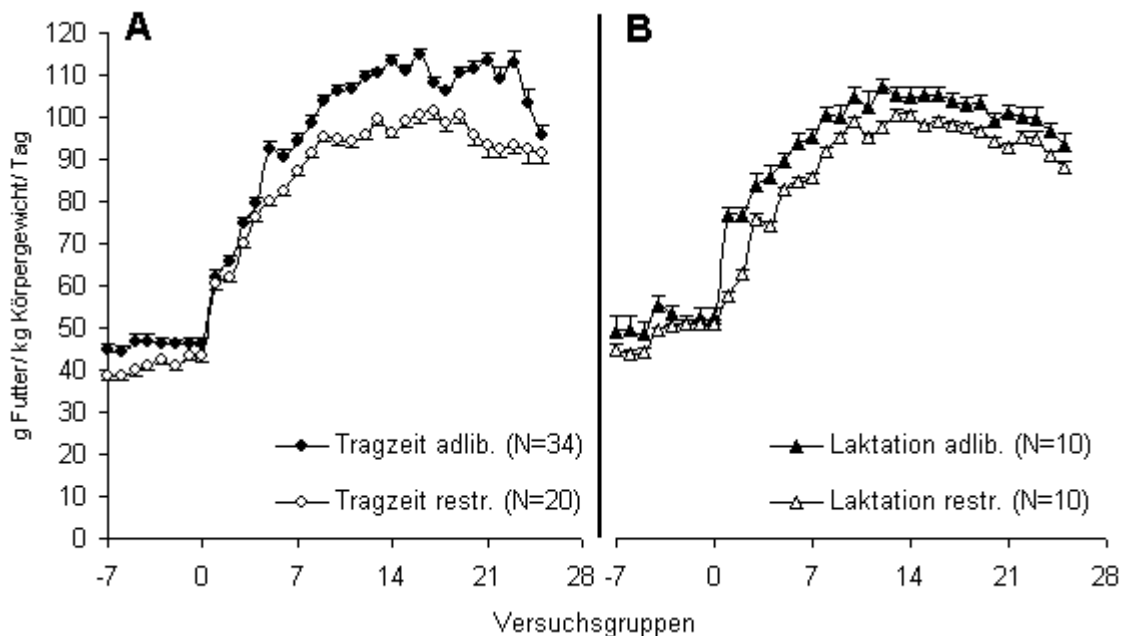 A
B
g Futter/ kg Körpergewicht/ Tag
120
110
100
90
80
70
60
50
40
30
20
10
0
Tragzeit adlib. (N=34)
Tragzeit restr. (N=20)
Laktation adlib. (N=10)
Laktation restr. (N=10)
-7 0 7 14 21 28
-7 0 7 14 21 28
Versuchsgruppen